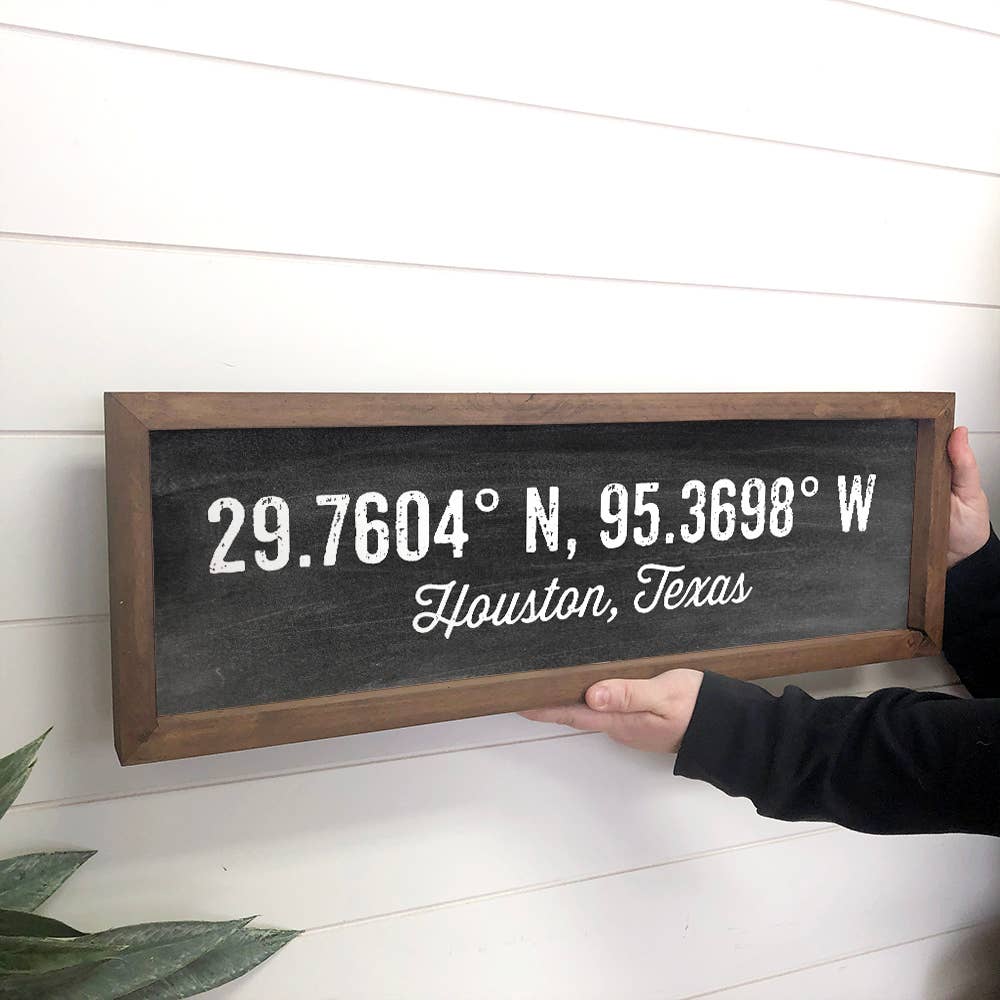 29.7604° N, 95.3698° W
Houston, Texas